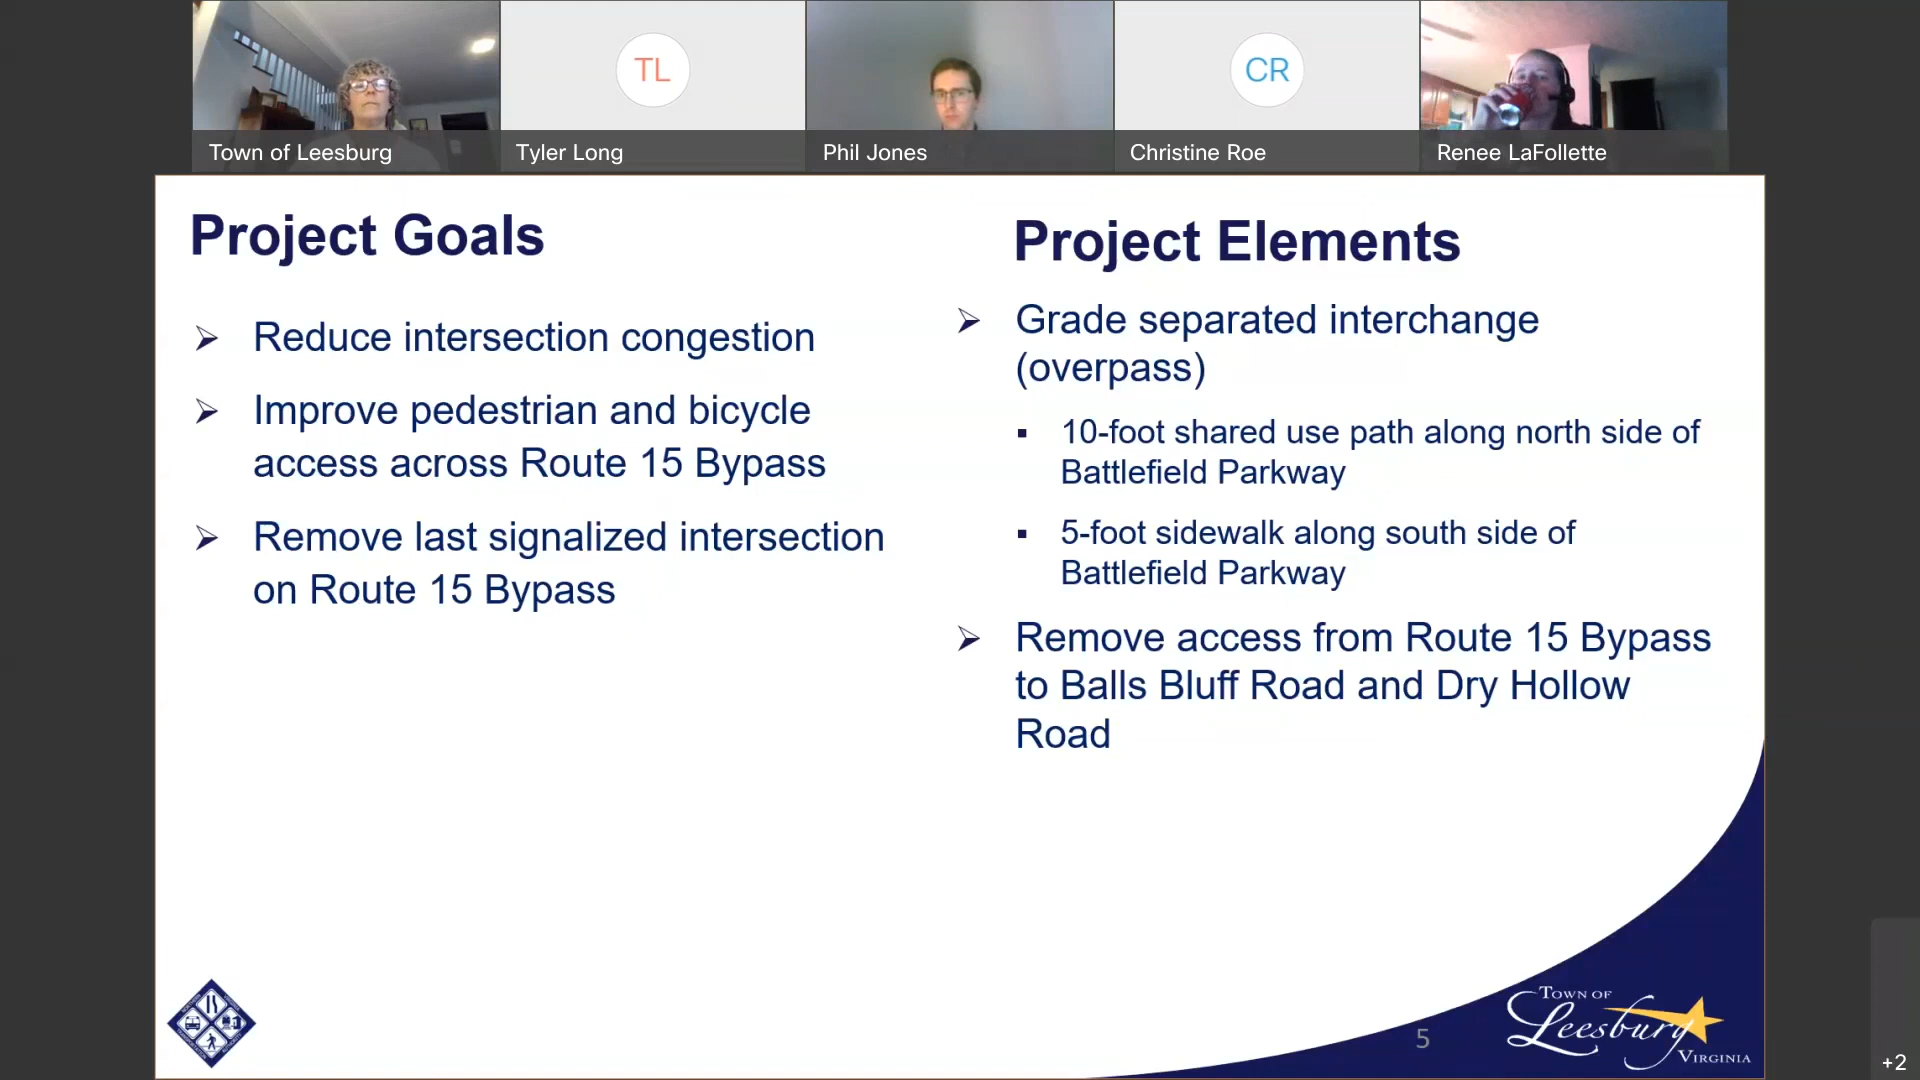 TL
CR
Town of Leesburg
Tyler Long
Phil Jones
Christine Roe
Renee LaFollette
Project Goals
Reduce intersection congestion
Improve pedestrian and bicycle
access across Route 15 Bypass
Remove last signalized intersection
on Route 15 Bypass
Project Elements
Grade separated interchange
(overpass)
10-foot shared use path along north side of
Battlefield Parkway
5-foot sidewalk along south side of
Battlefield Parkway
Remove access from Route 15 Bypass
to Balls Bluff Road and Dry Hollow
Road
5
TOWN OF
Leesburg
VIRGINIA
+2